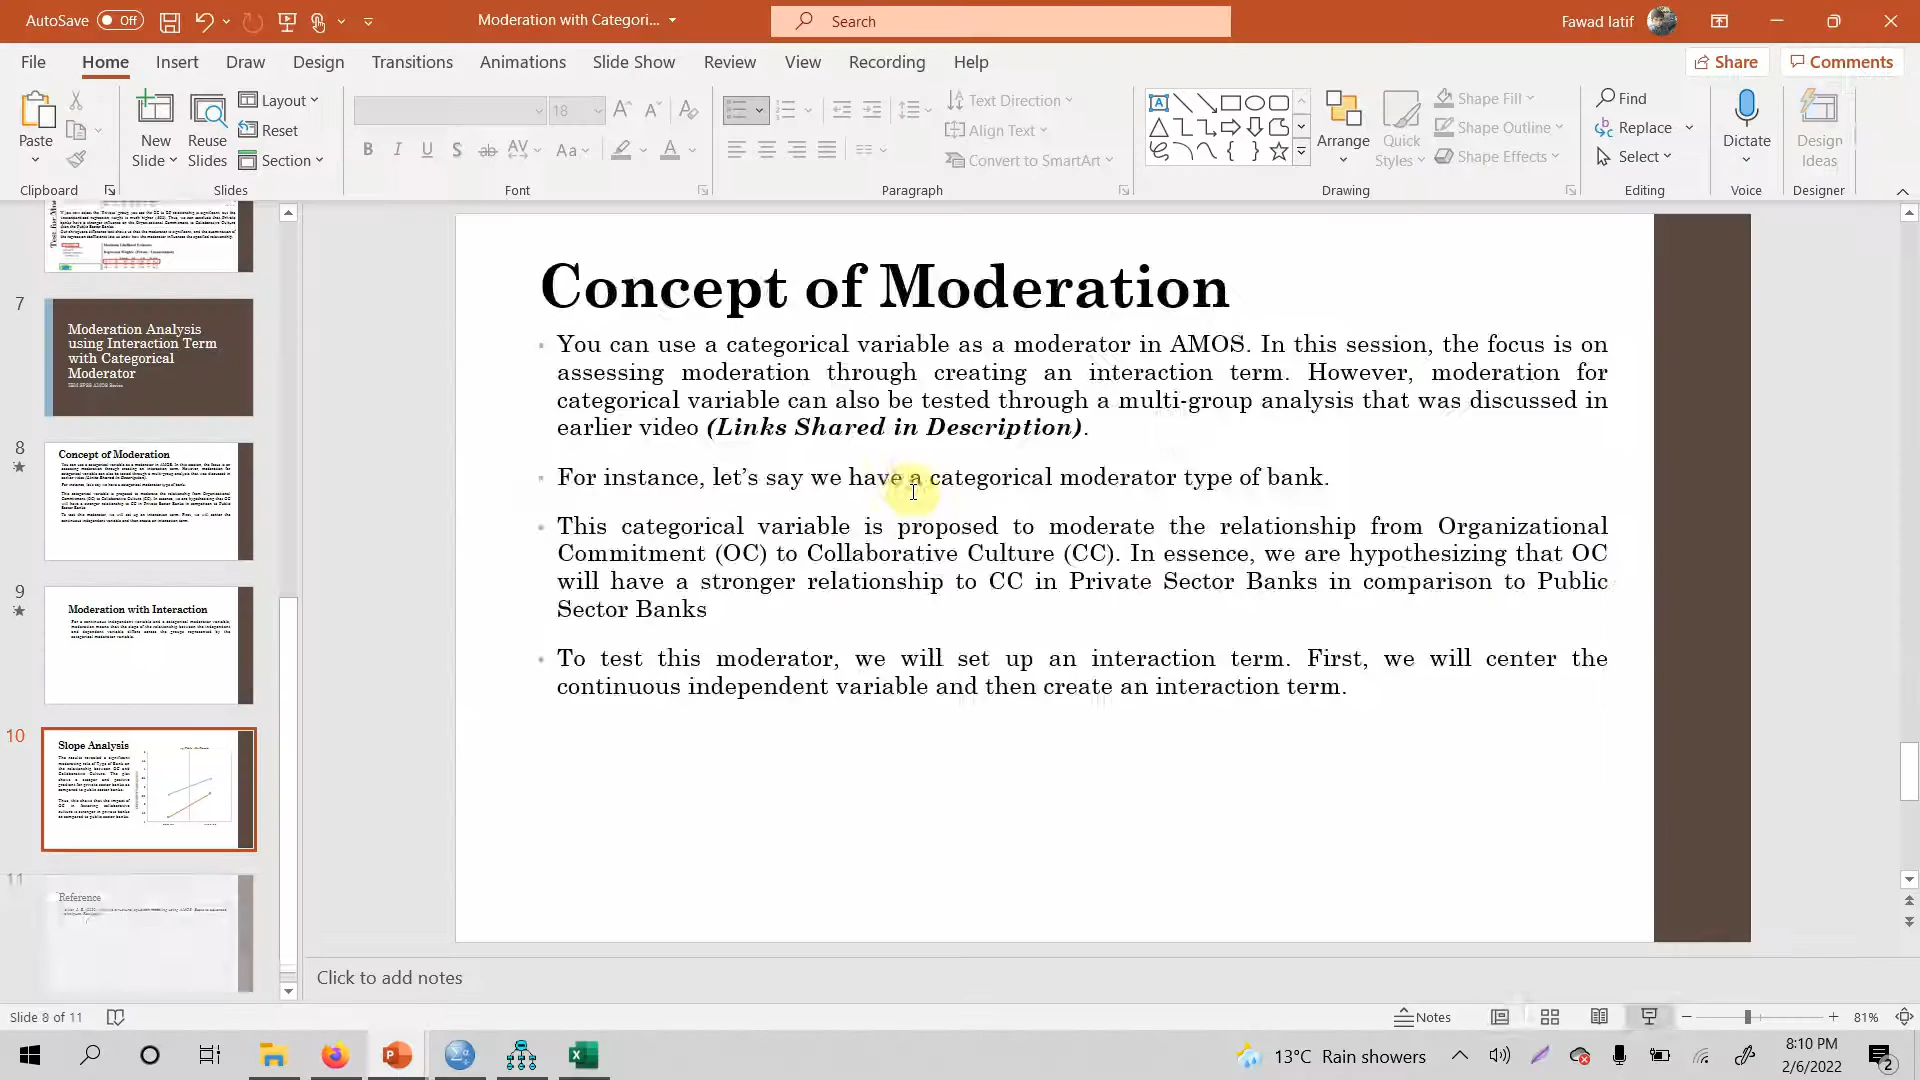 AutoSave Off
Moderation with Categori...
Search
Fawad latif
File Home Insert Draw Design Transitions Animations Slide Show Review View Recording Help
Share Comments
Paste
New
Slide
Reuse
Slides
Layout
Reset
Section
18
Text Direction
Align Text
Convert to SmartArt
Arrange
Quick
Styles
Shape Fill
Shape Outline
Shape Effects
Find
Replace
Select
Dictate
Design
Ideas
Clipboard Slides Font Paragraph Drawing Editing Voice Designer
7
Moderation Analysis
using Interaction Term
with Categorical
Moderator
8
Concept of Moderation
9
Moderation with Interaction
10
Slope Analysis
11
Reference
Concept of Moderation
You can use a categorical variable as a moderator in AMOS. In this session, the focus is on
assessing moderation through creating an interaction term. However, moderation for
categorical variable can also be tested through a multi-group analysis that was discussed in
earlier video (Links Shared in Description).
For instance, let's say we have a categorical moderator type of bank.
This categorical variable is proposed to moderate the relationship from Organizational
Commitment (OC) to Collaborative Culture (CC). In essence, we are hypothesizing that OC
will have a stronger relationship to CC in Private Sector Banks in comparison to Public
Sector Banks
To test this moderator, we will set up an interaction term. First, we will center the
continuous independent variable and then create an interaction term.
Click to add notes
Slide 8 of 11
Notes
81%
13°C Rain showers
8:10 PM
2/6/2022
2